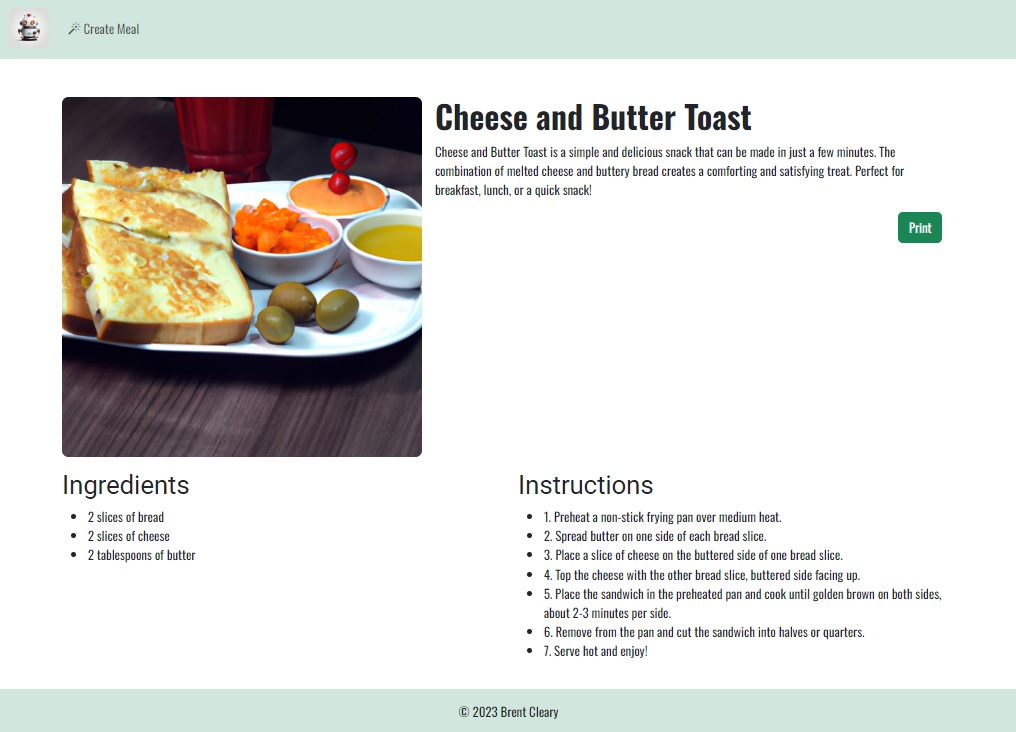 Create Meal
Cheese and Butter Toast
Cheese and Butter Toast is a simple and delicious snack that can be made in just a few minutes. The
combination of melted cheese and buttery bread creates a comforting and satisfying treat. Perfect for
breakfast, lunch, or a quick snack!
Print
Ingredients
2 slices of bread
2 slices of cheese
2 tablespoons of butter
Instructions
1. Preheat a non-stick frying pan over medium heat.
2. Spread butter on one side of each bread slice.
3. Place a slice of cheese on the buttered side of one bread slice.
4. Top the cheese with the other bread slice, buttered side facing up.
5. Place the sandwich in the preheated pan and cook until golden brown on both sides,
about 2-3 minutes per side.
6. Remove from the pan and cut the sandwich into halves or quarters.
7. Serve hot and enjoy!
© 2023 Brent Cleary